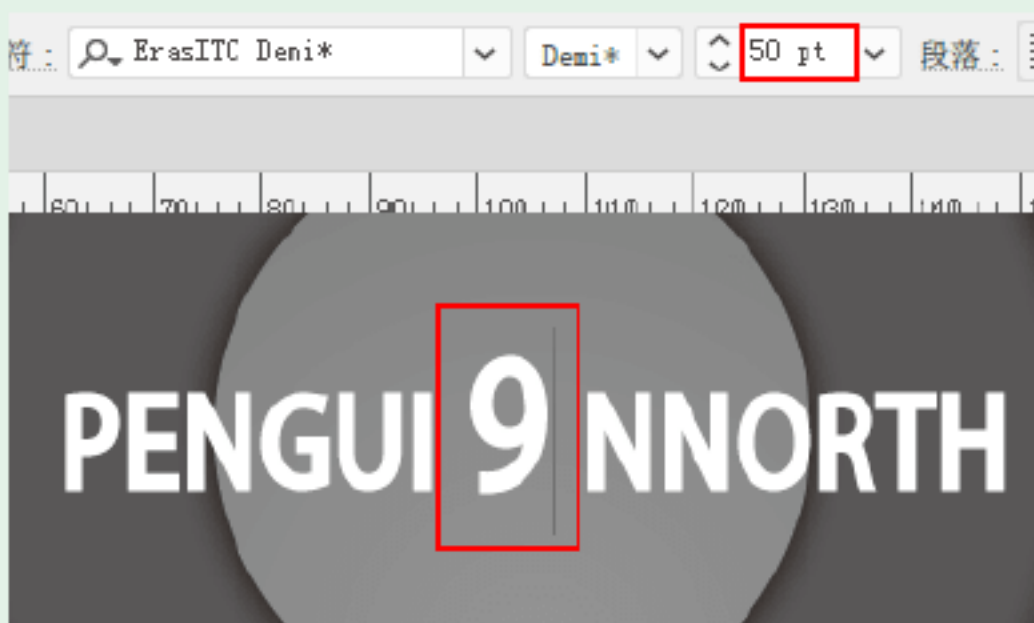 符： ErasITC Demi* Demi* 50 pt 段落：
60 70 80 90 100 110 120 130 140
PENGUI 9 NNORTH